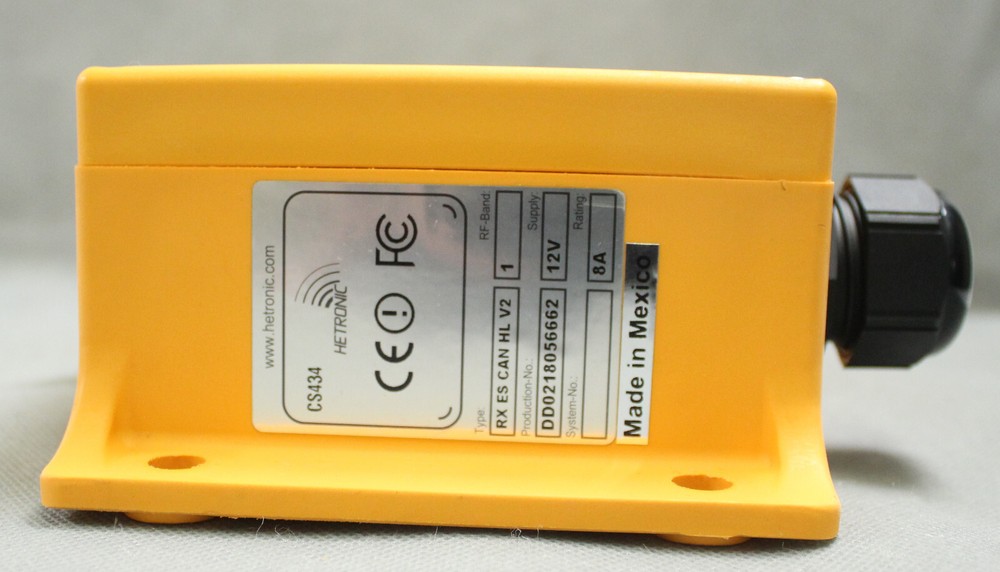 www.hetronic.com
CS434
HETRONIC
CE FC
Type:
RF-Band:
RX ES CAN HL V2
1
Production-No.:
Supply:
DD0218056662
12V
System-No.:
Rating:
8A
Made in Mexico